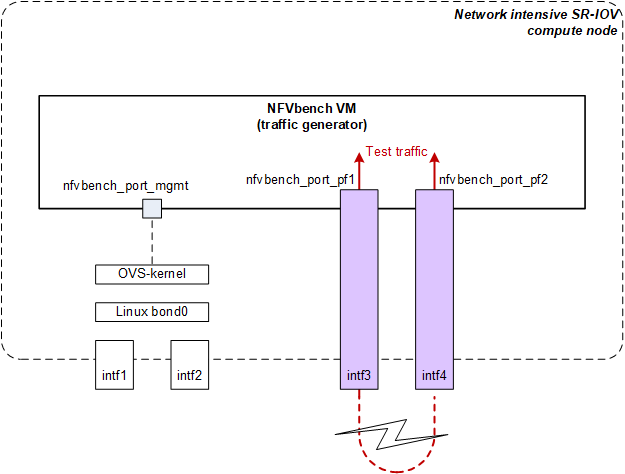 Network intensive SR-IOV
compute node
NFVbench VM
(traffic generator)
Test traffic
nfvbench_port_mgmt
nfvbench_port_pf1
nfvbench_port_pf2
OVS-kernel
Linux bond0
intf1
intf2
intf3
intf4